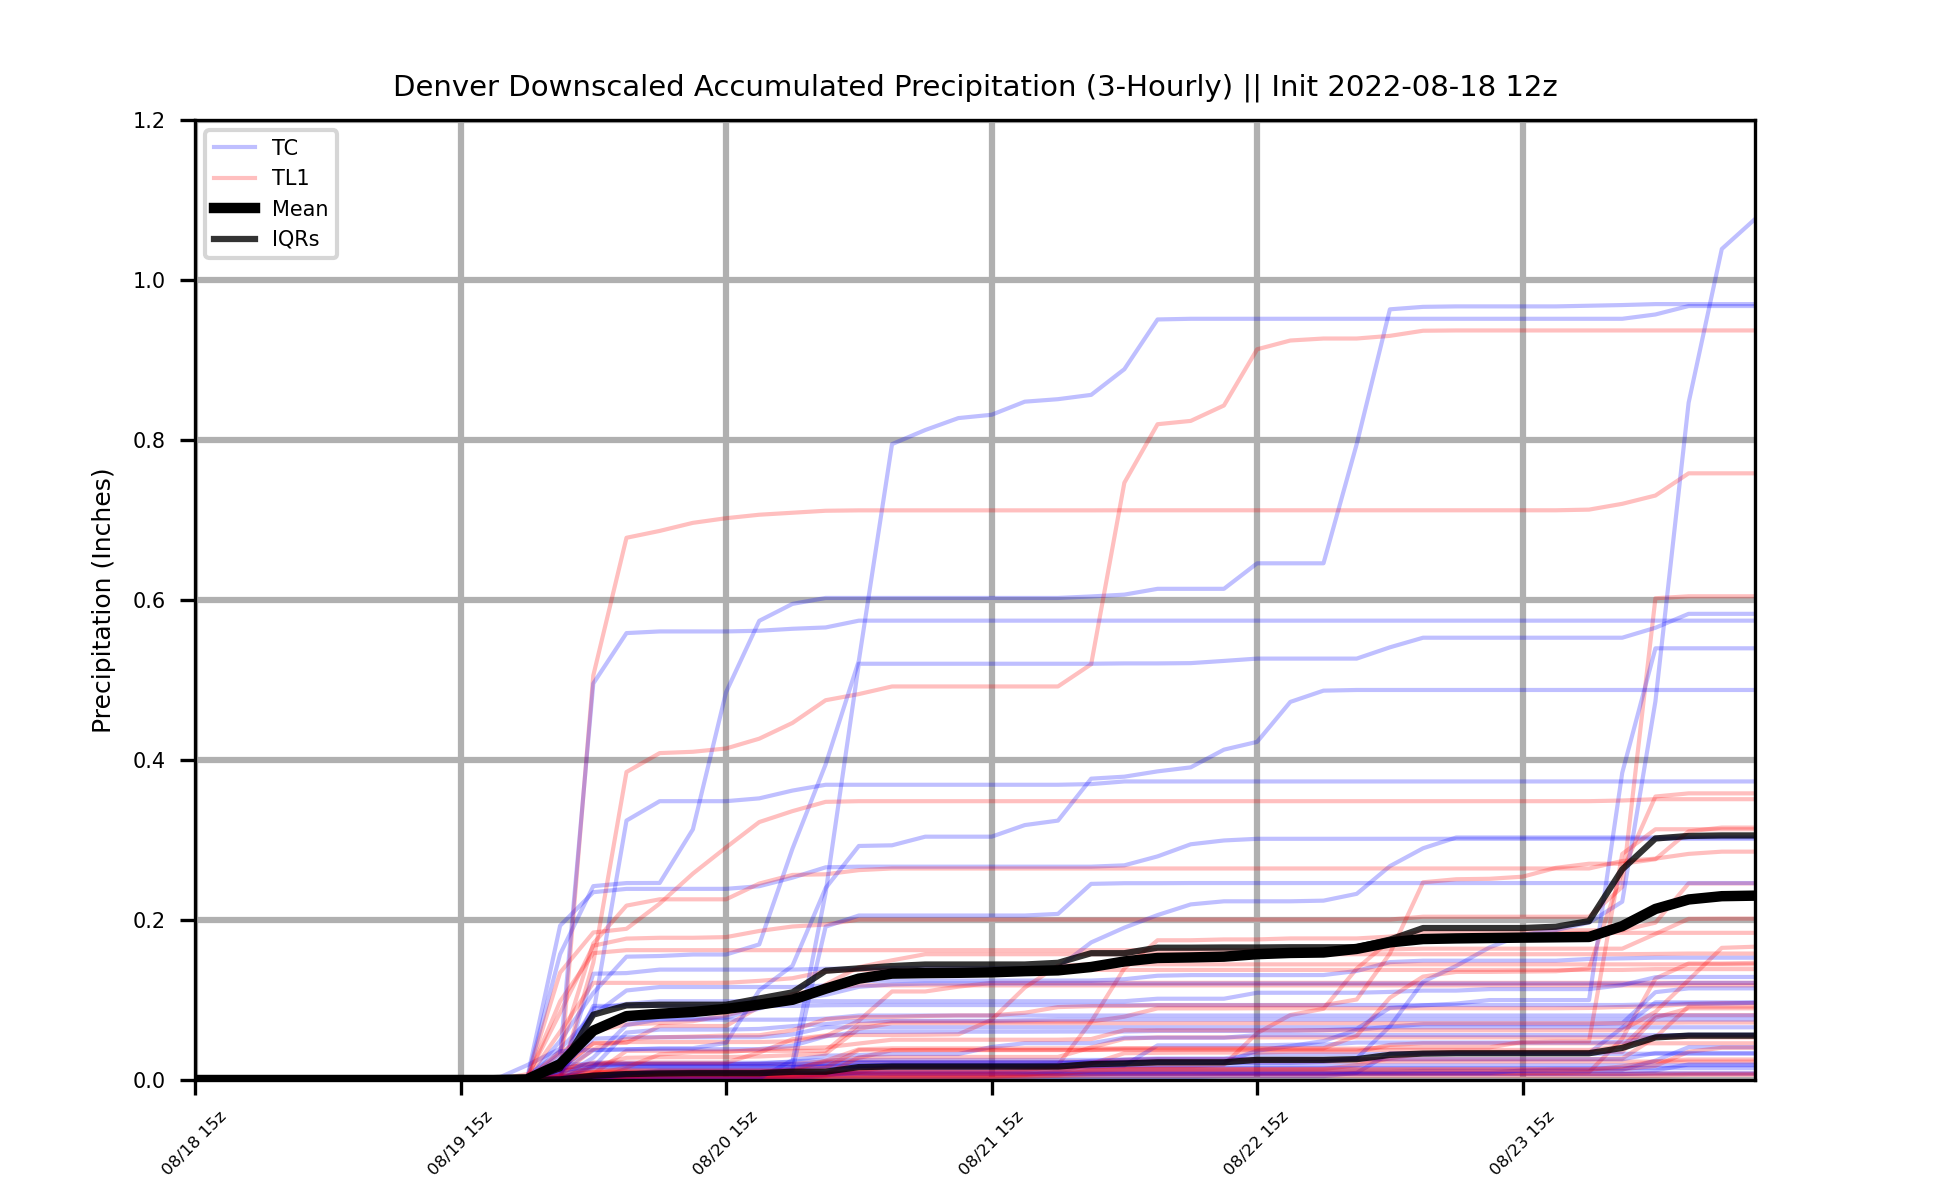 Denver Downscaled Accumulated Precipitation (3-Hourly) || Init 2022-08-18 12z
1.2
1.0
0.8
0.6
0.4
0.2
0.0
Precipitation (Inches)
TC
TL1
Mean
IQRs
08/18 15z
08/19 15z
08/20 15z
08/21 15z
08/22 15z
08/23 15z